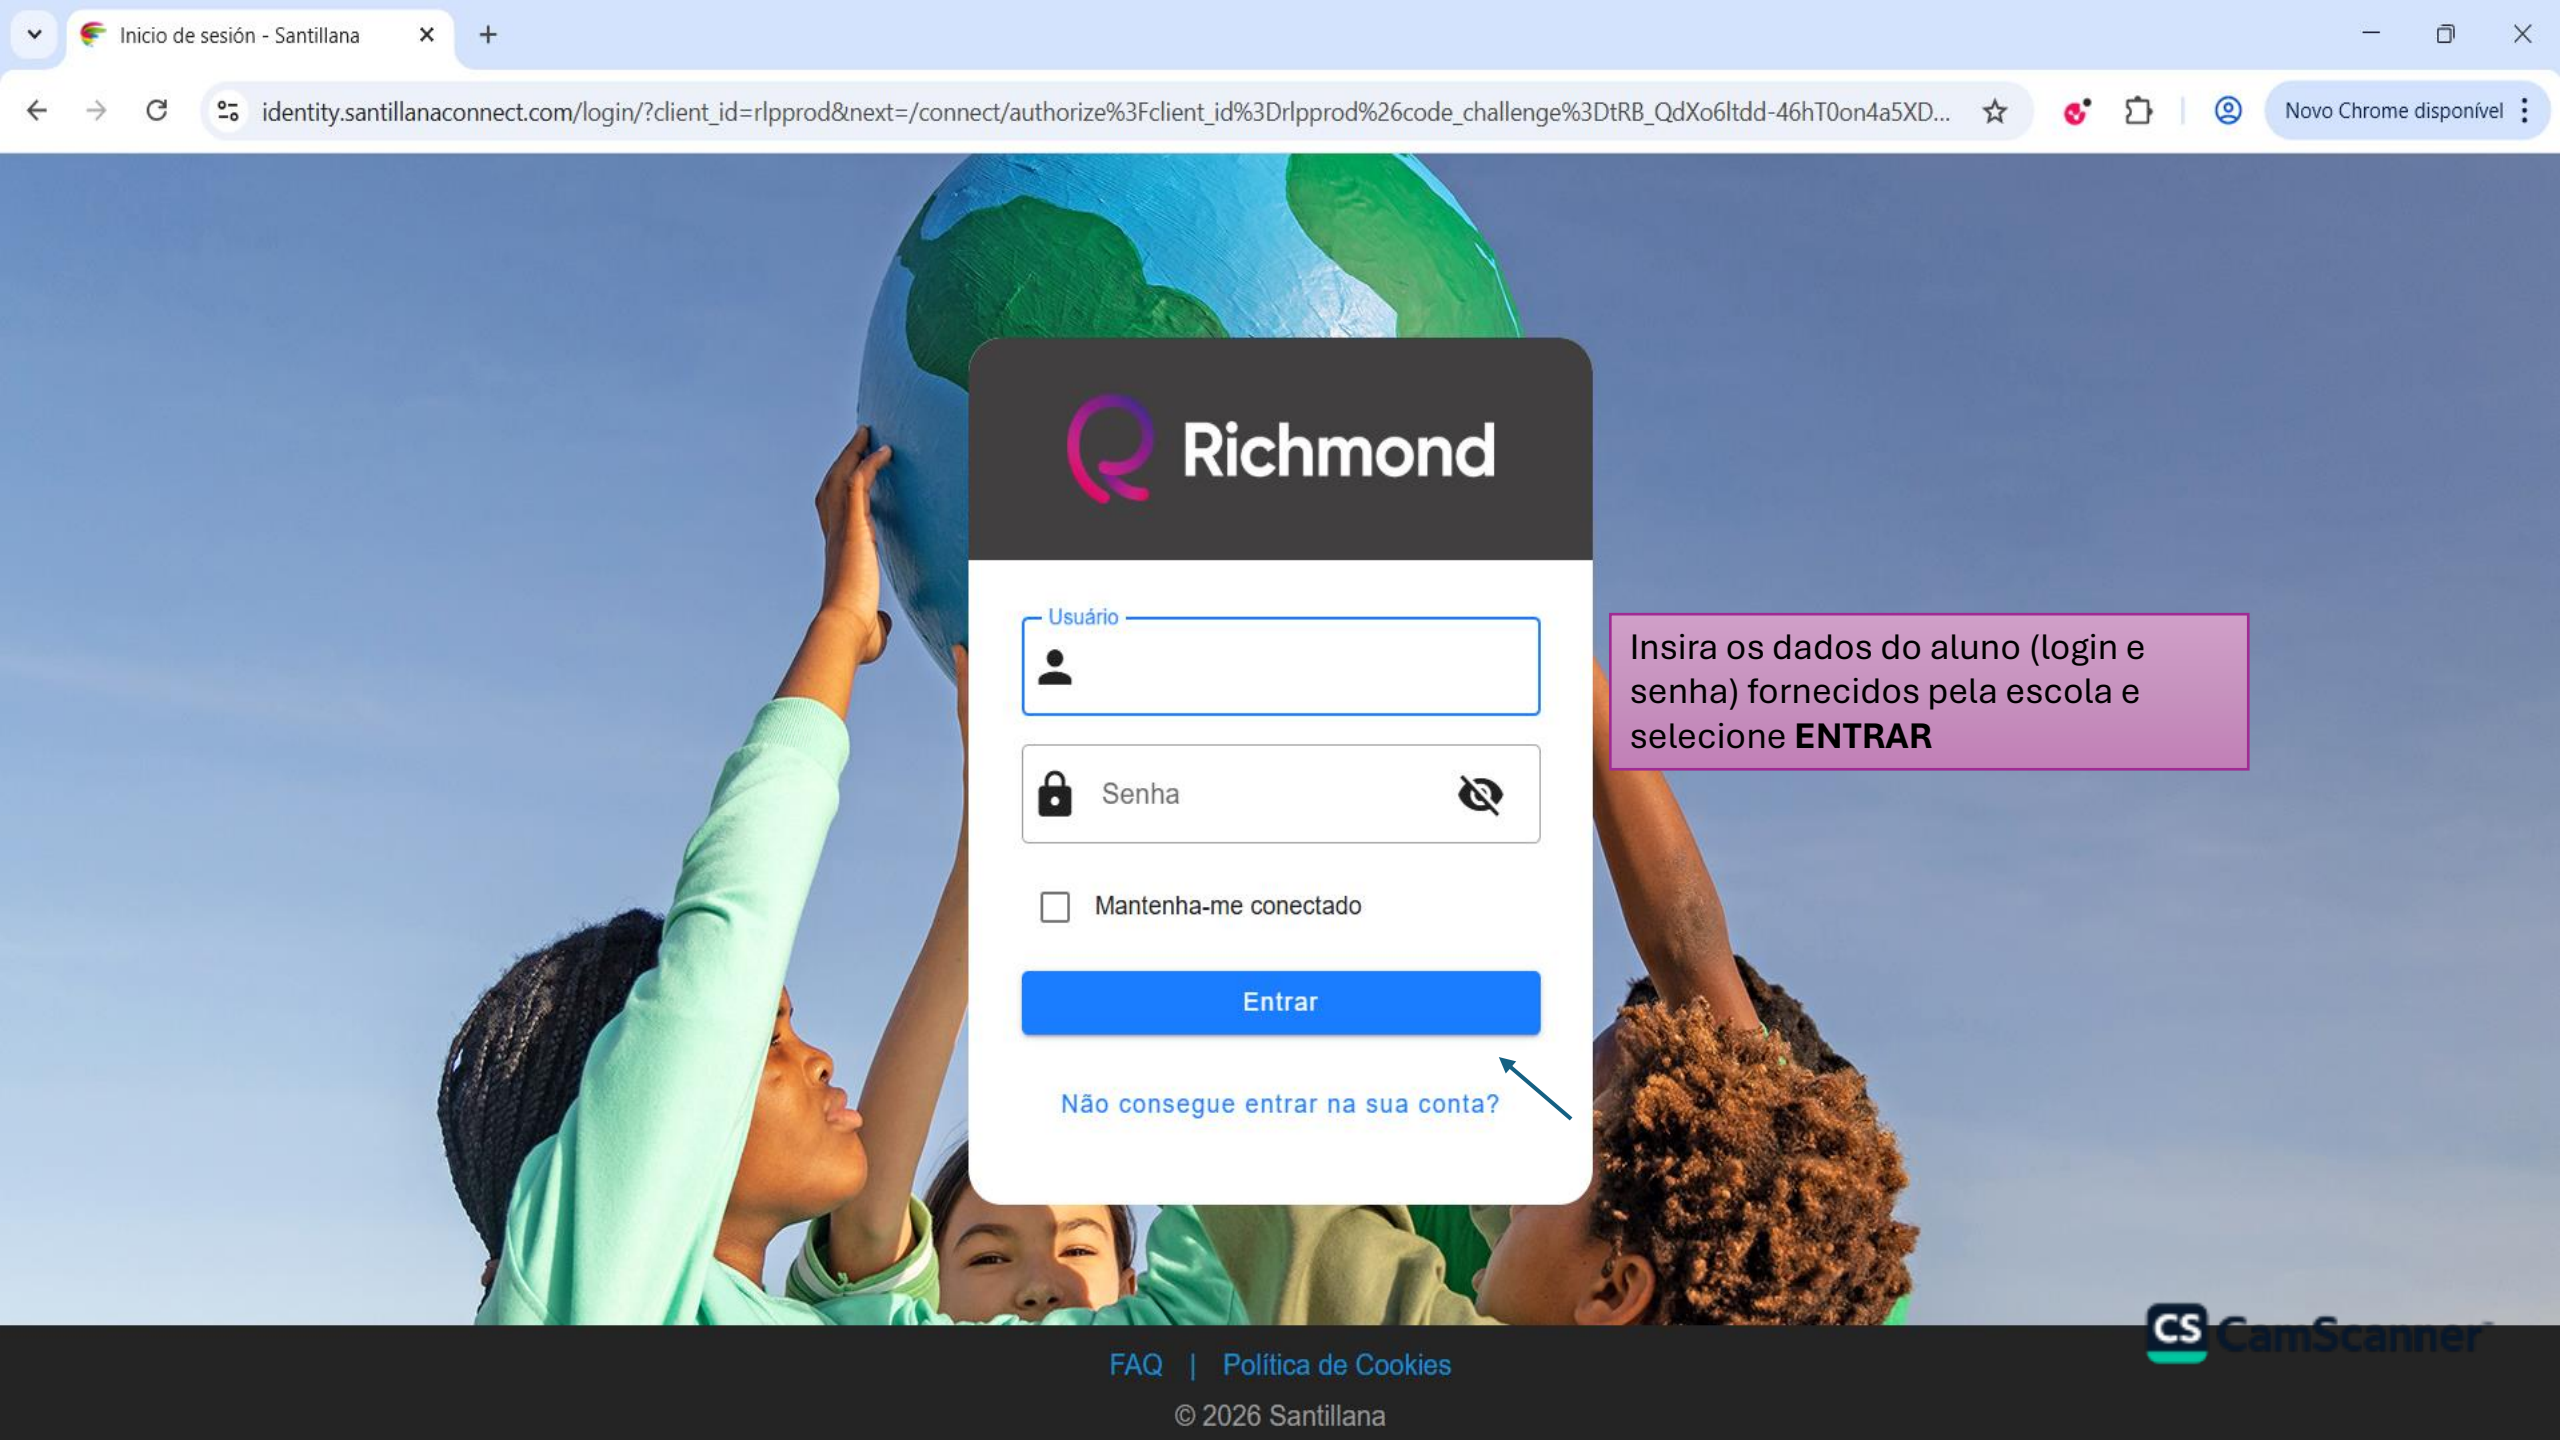 Inicio de sesión - Santillana
identity.santillanaconnect.com/login/?client_id=rlpprod&next=/connect/authorize%3Fclient_id%3Drlpprod%26code_challenge%3DtRB_QdXo6ltdd-46hT0on4a5XD...
Novo Chrome disponível
Richmond
Usuário
Insira os dados do aluno (login e
senha) fornecidos pela escola e
selecione ENTRAR
Senha
Mantenha-me conectado
Entrar
Não consegue entrar na sua conta?
CS CamScanner
FAQ | Política de Cookies
© 2026 Santillana